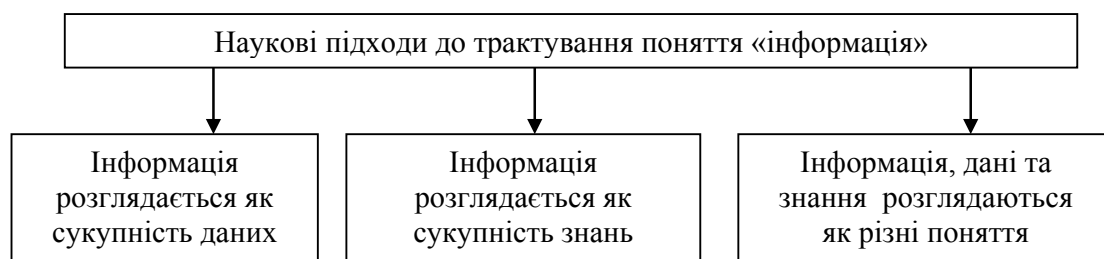 Наукові підходи до трактування поняття «інформація»
Інформація
розглядається як
сукупність даних
Інформація
розглядається як
сукупність знань
Інформація, дані та
знання розглядаються
як різні поняття